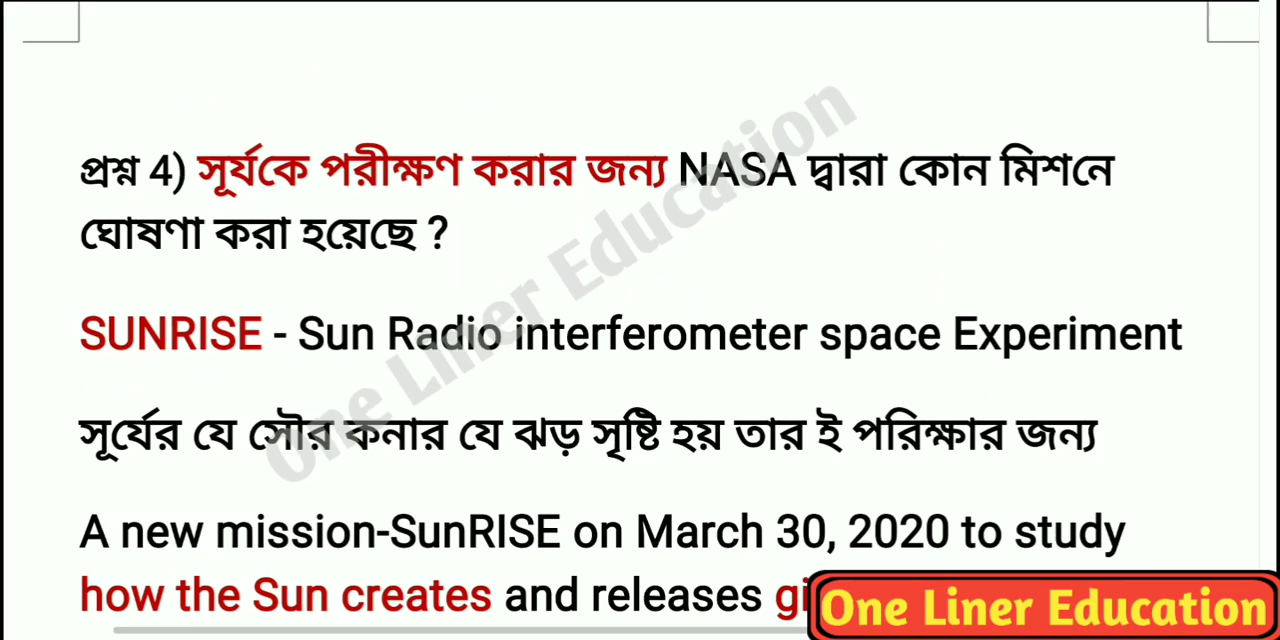 প্রশ্ন 4) সূর্যকে পরীক্ষণ করার জন্য NASA দ্বারা কোন মিশনে
ঘোষণা করা হয়েছে ?
SUNRISE - Sun Radio interferometer space Experiment
সূর্যের যে সৌর কনার যে ঝড় সৃষ্টি হয় তার ই পরিক্ষার জন্য
A new mission-SunRISE on March 30, 2020 to study
how the Sun creates and releases
One Liner Education
One Liner Education